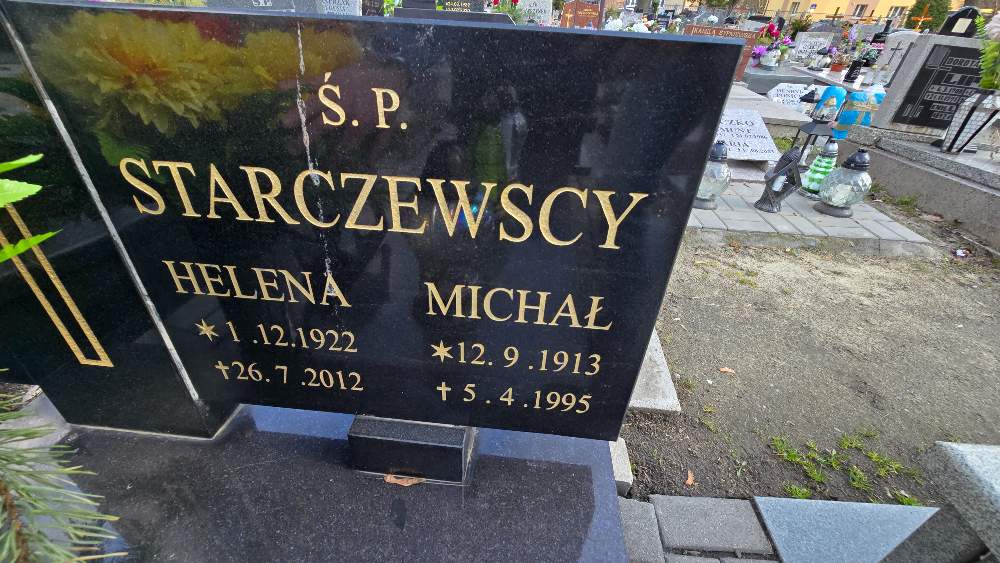 Ś. P.
STARCZEWSCY
HELENA
✶ 1.12.1922
✝26.7.2012
MICHAŁ
✶12.9.1913
✝ 5.4.1995